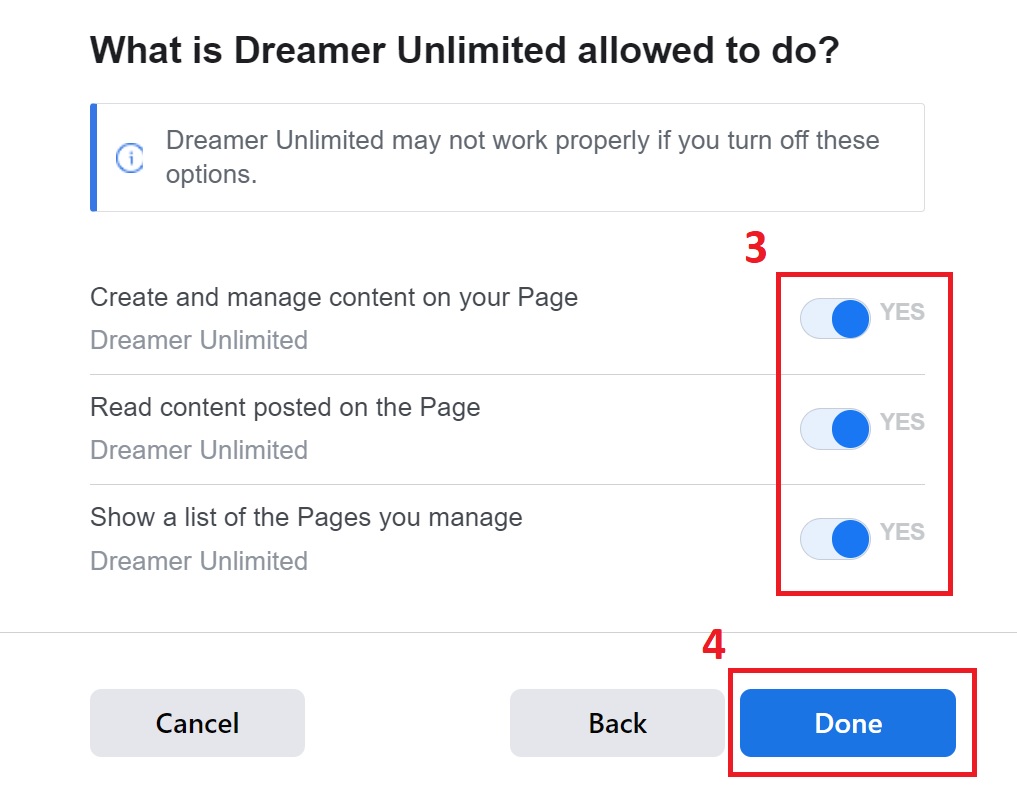 What is Dreamer Unlimited allowed to do?
Dreamer Unlimited may not work properly if you turn off these
options.
3
Create and manage content on your Page
YES
Dreamer Unlimited
Read content posted on the Page
YES
Dreamer Unlimited
Show a list of the Pages you manage
YES
Dreamer Unlimited
4
Cancel
Back
Done